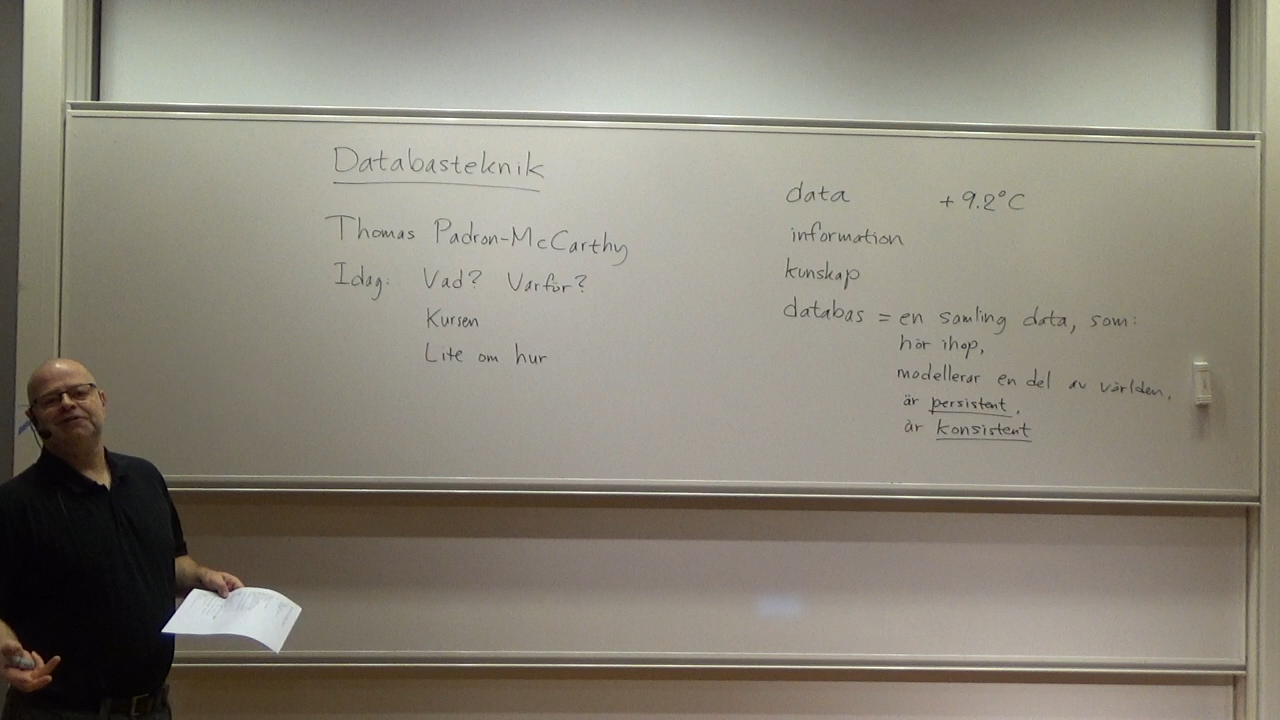 Databasteknik
Thomas Padron-McCarthy
Idag: Vad? Varför?
Kursen
Lite om hur
data +9.2°C
information
kunskap
databas = en samling data, som:
hör ihop,
modellerar en del av världen,
är persistent,
är konsistent